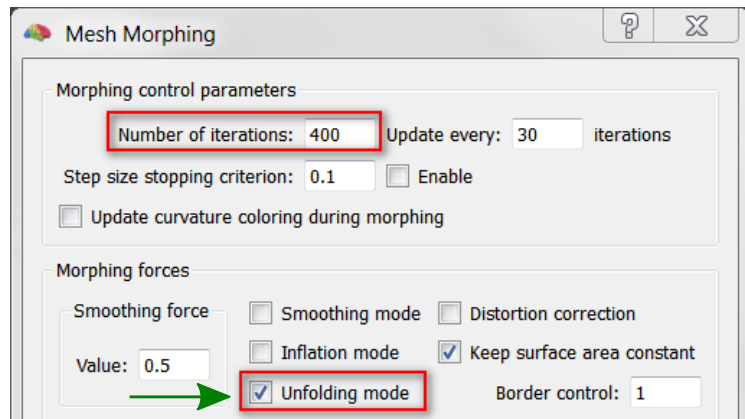 Mesh Morphing
Morphing control parameters
Number of iterations: 400 Update every: 30 iterations
Step size stopping criterion: 0.1 Enable
Update curvature coloring during morphing
Morphing forces
Smoothing force
Value: 0.5
Smoothing mode Distortion correction
Inflation mode Keep surface area constant
Unfolding mode Border control: 1